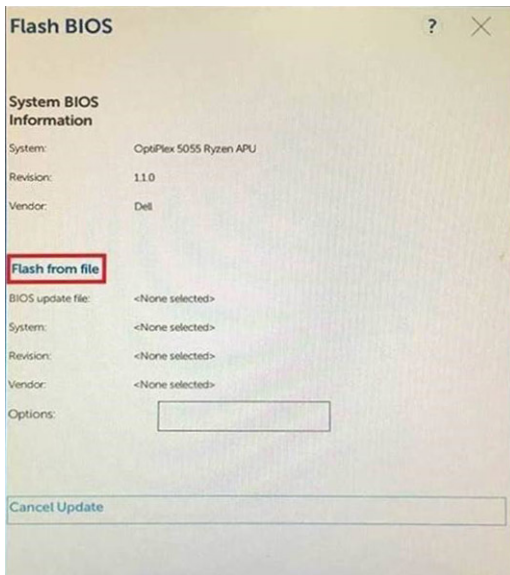 Flash BIOS ?
System BIOS
Information
System: OptiPlex 5055 Ryzen APU
Revision: 1.1.0
Vendor: Dell
Flash from file
BIOS update file: <None selected>
System: <None selected>
Revision: <None selected>
Vendor: <None selected>
Options:
Cancel Update